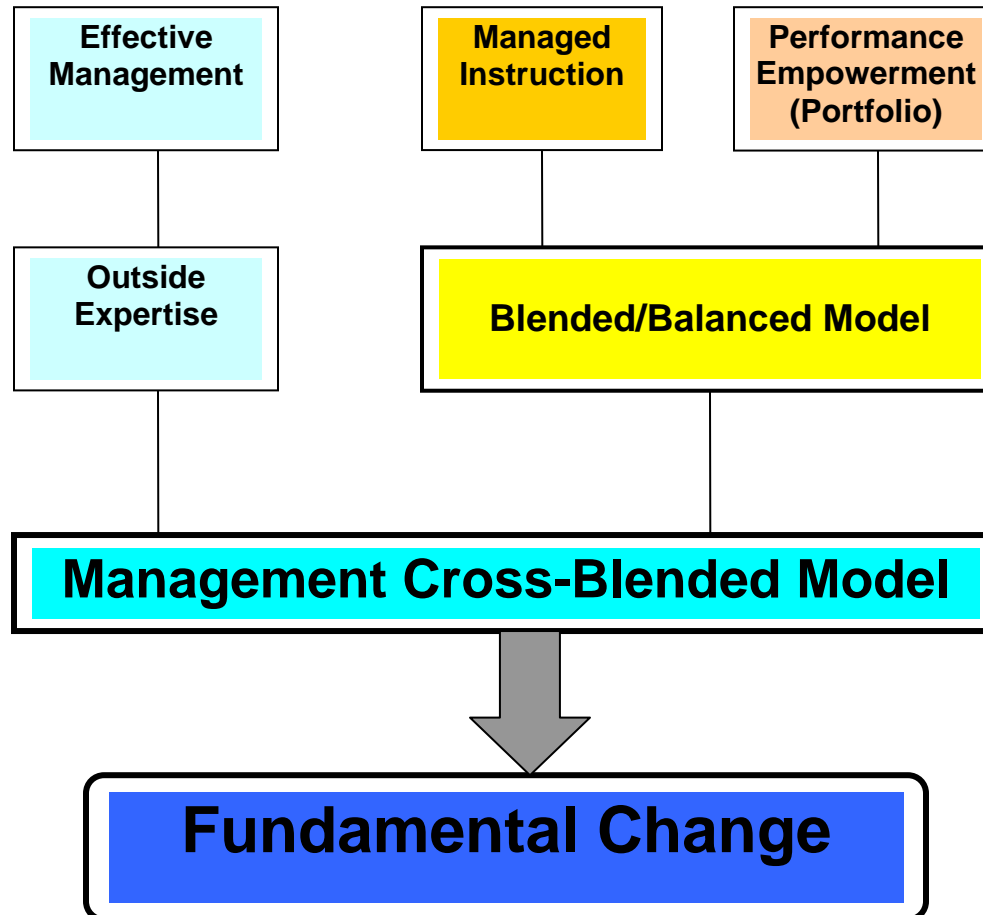 Effective
Management
Managed
Instruction
Performance
Empowerment
(Portfolio)
Outside
Expertise
Blended/Balanced Model
Management Cross-Blended Model
Fundamental Change